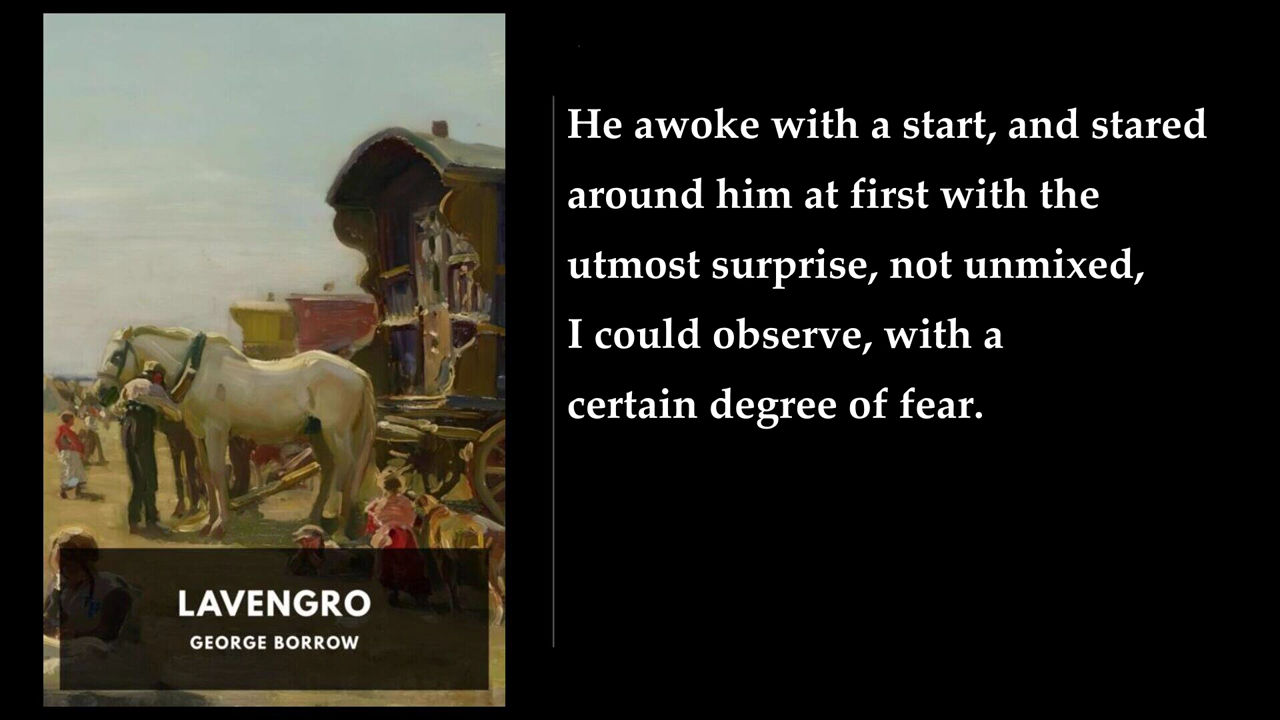 He awoke with a start, and stared
around him at first with the
utmost surprise, not unmixed,
I could observe, with a
certain degree of fear.
LAVENGRO
GEORGE BORROW